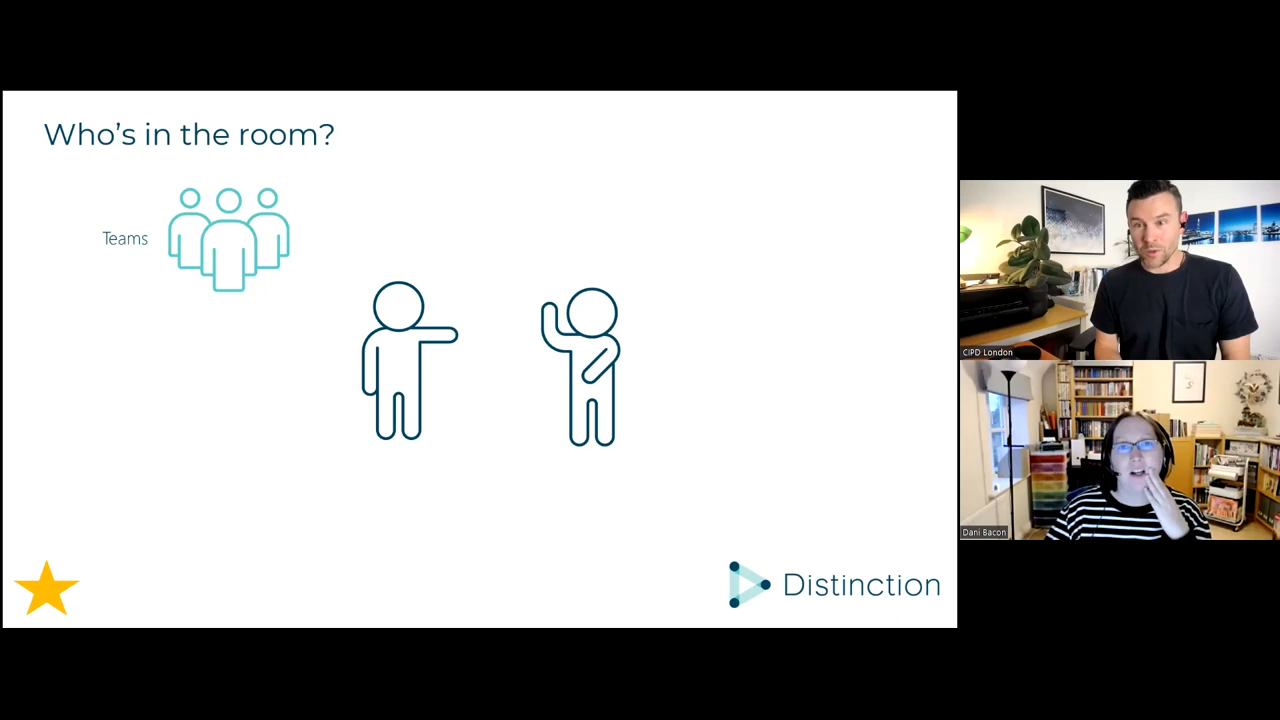 Who's in the room?
Teams
Distinction
CIPD London
Dani Bacon